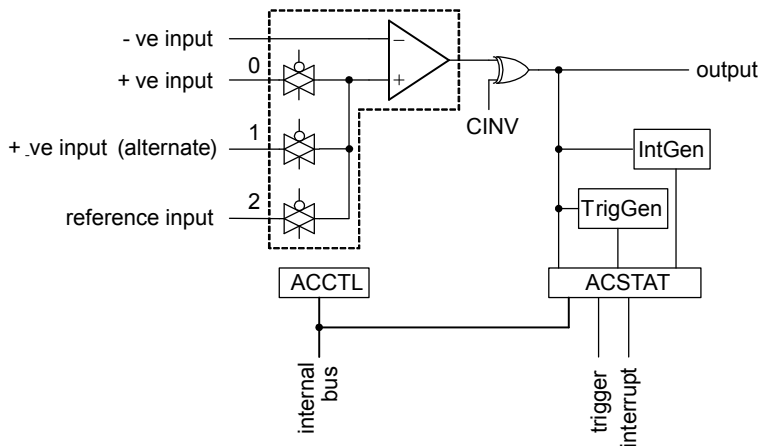 - ve input
−
0
+ ve input
+
output
CINV
1
+ -ve input (alternate)
IntGen
2
reference input
TrigGen
ACCTL
ACSTAT
internal
bus
trigger
interrupt